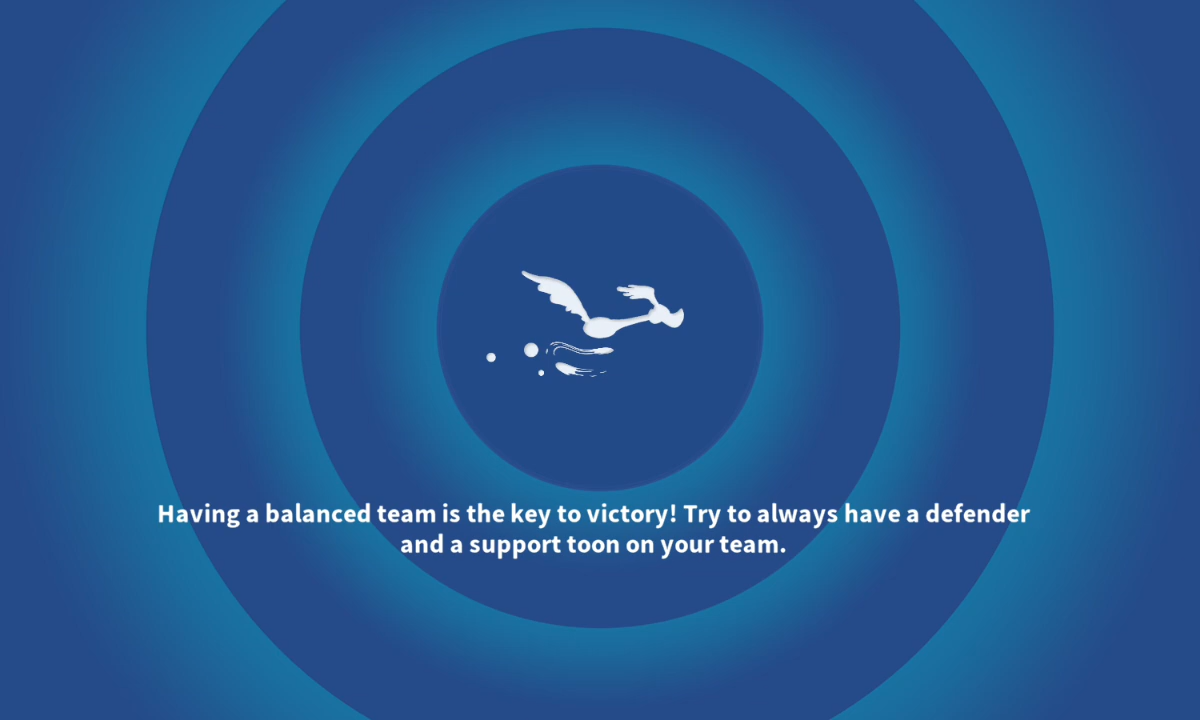 Having a balanced team is the key to victory! Try to always have a defender
and a support toon on your team.